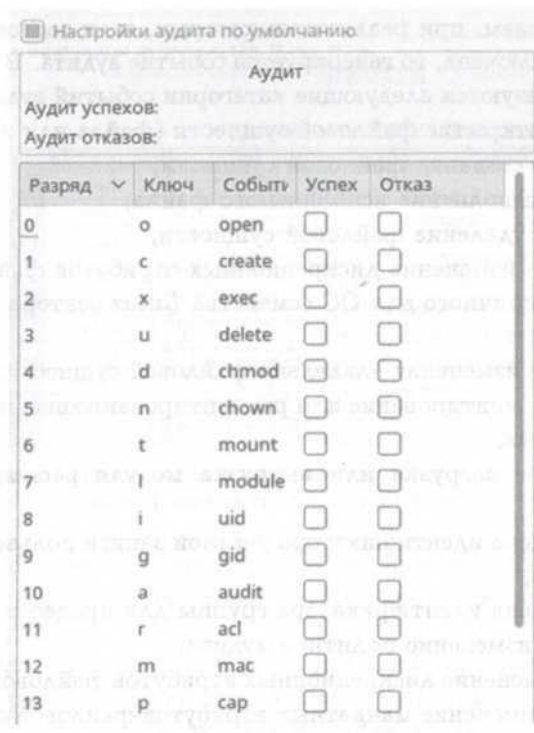 Настройки аудита по умолчанию
Аудит
Аудит успехов:
Аудит отказов:
Разряд Ключ Событи Успех Отказ
0 o open
1 c create
2 x exec
3 u delete
4 d chmod
5 n chown
6 t mount
7 l module
8 i uid
9 g gid
10 a audit
11 r acl
12 m mac
13 p cap